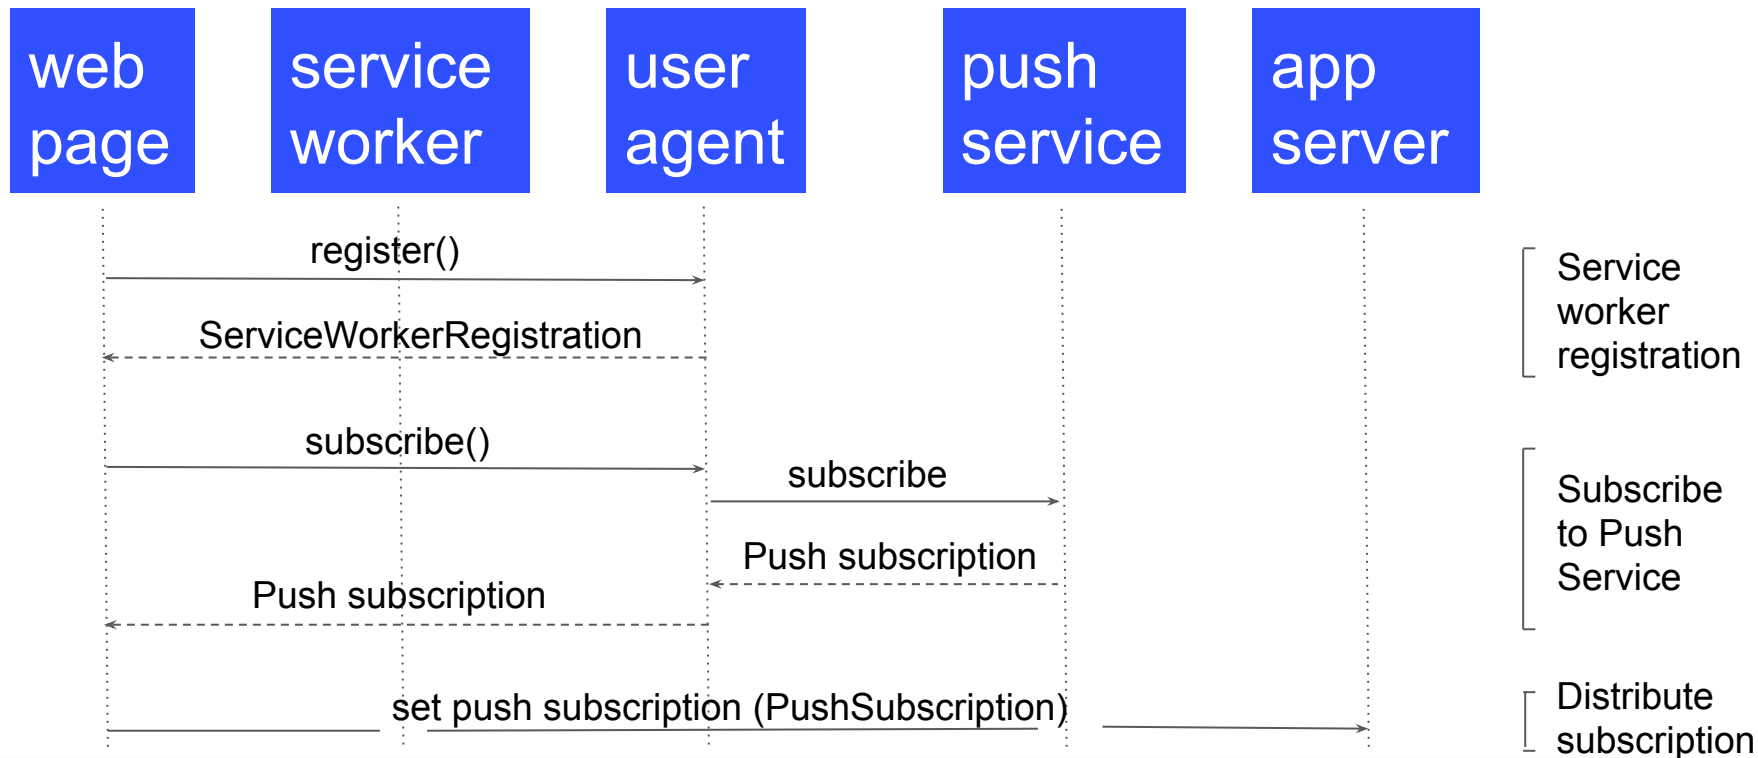 web
page
service
worker
user
agent
push
service
app
server
register()
ServiceWorkerRegistration
Service
worker
registration
subscribe()
subscribe
Push subscription
Push subscription
Subscribe
to Push
Service
set push subscription (PushSubscription)
Distribute
subscription